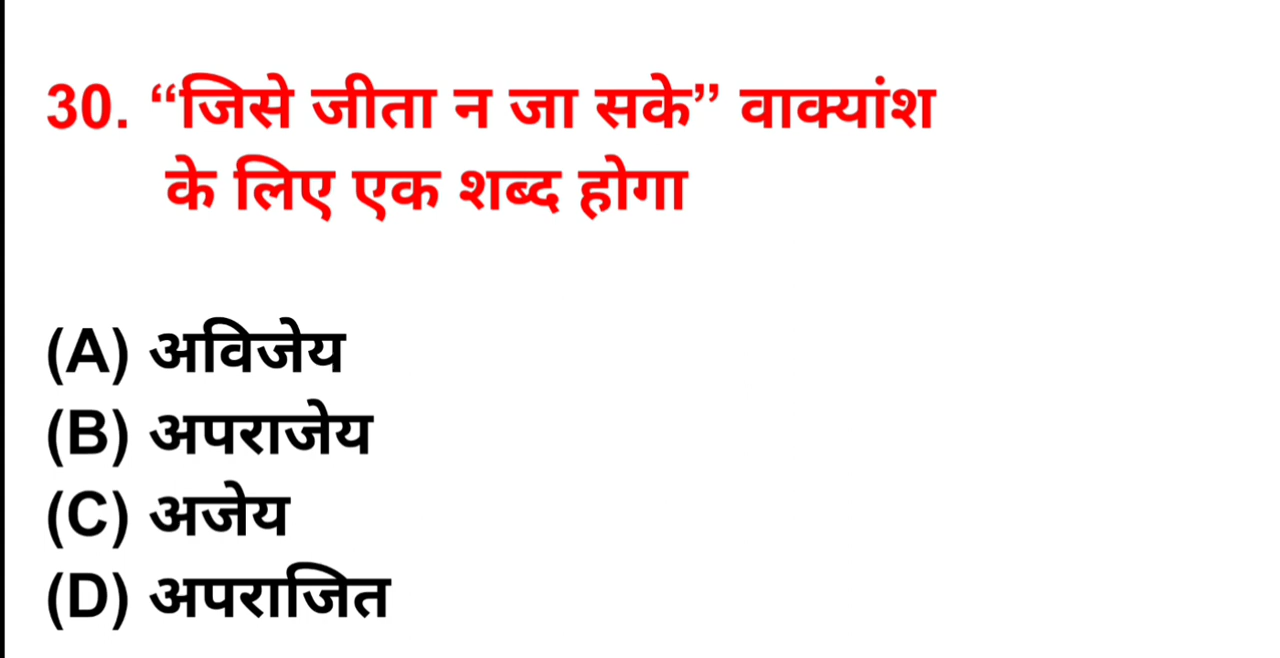 30. “जिसे जीता न जा सके” वाक्यांश
के लिए एक शब्द होगा
(A) अविजेय
(B) अपराजेय
(C) अजेय
(D) अपराजित